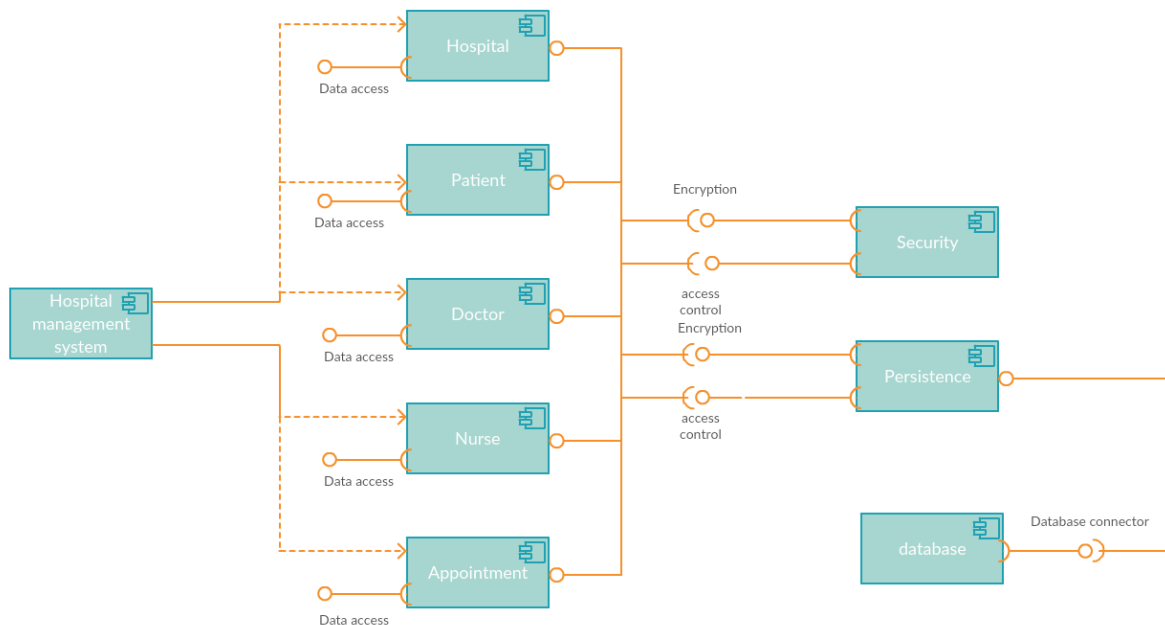 Hospital
Data access
Patient
Data access
Encryption
Security
access
control
Hospital
management
system
Doctor
Data access
Encryption
Persistence
access
control
Nurse
Data access
database
Database connector
Appointment
Data access